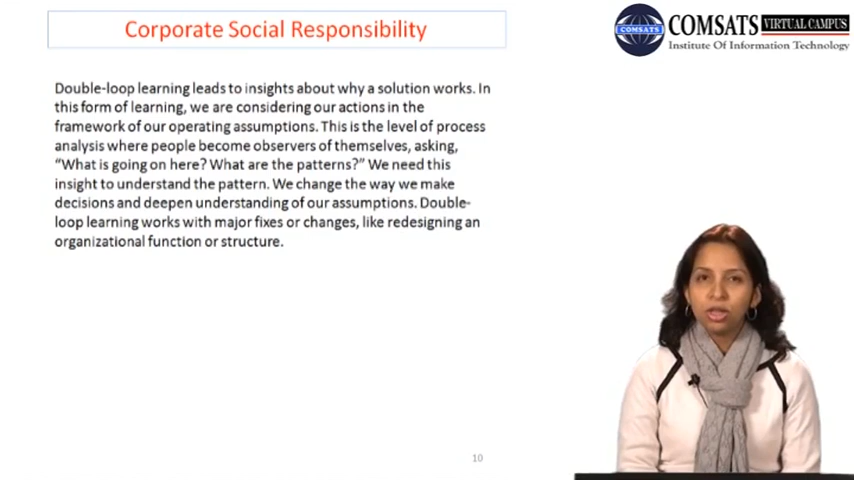 Corporate Social Responsibility
COMSATS
COMSATS VIRTUAL CAMPUS
Institute Of Information Technology
Double-loop learning leads to insights about why a solution works. In
this form of learning, we are considering our actions in the
framework of our operating assumptions. This is the level of process
analysis where people become observers of themselves, asking,
“What is going on here? What are the patterns?” We need this
insight to understand the pattern. We change the way we make
decisions and deepen understanding of our assumptions. Double-
loop learning works with major fixes or changes, like redesigning an
organizational function or structure.
10